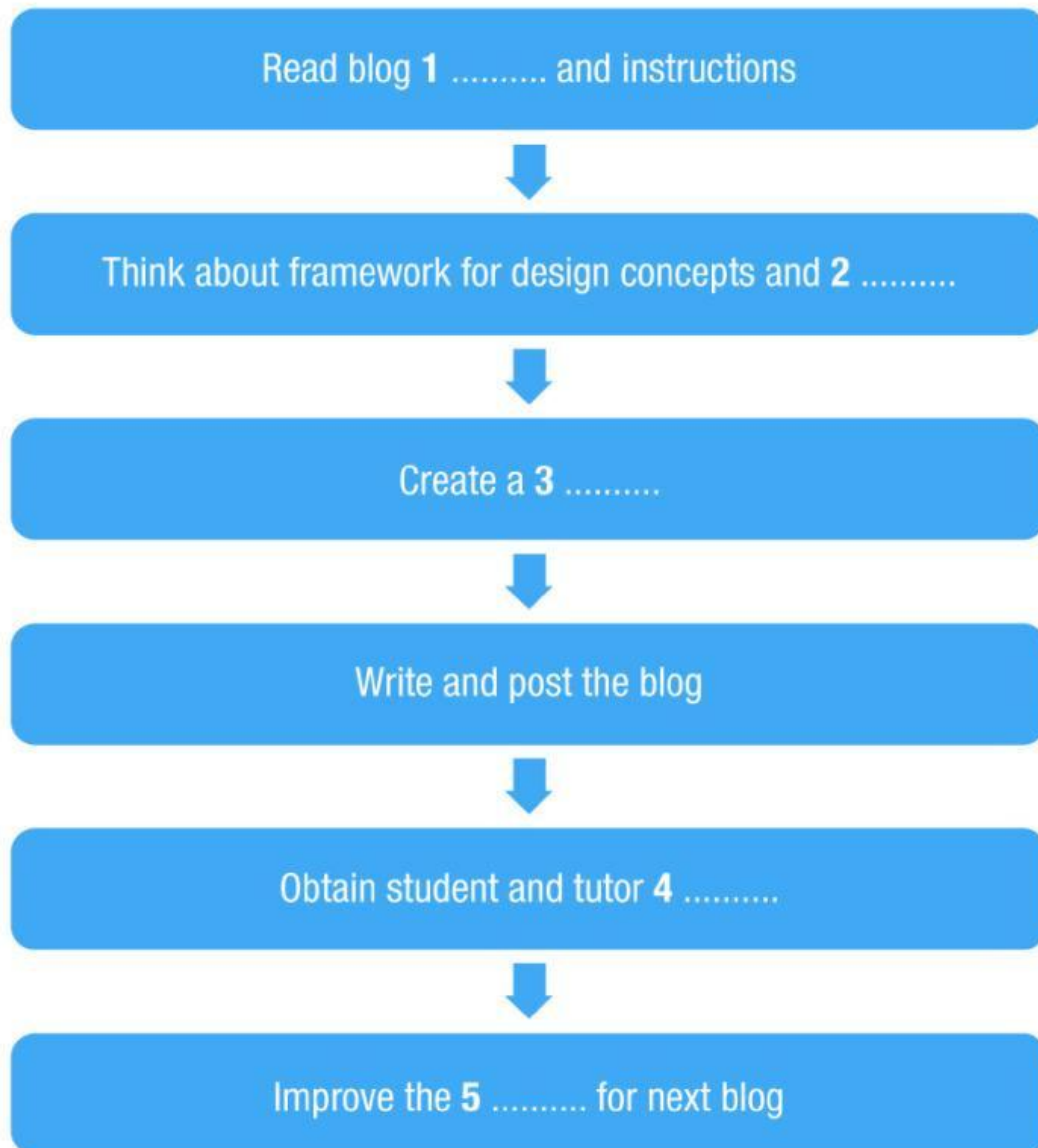 Read blog 1 .......... and instructions
Think about framework for design concepts and 2 ..........
Create a 3 ..........
Write and post the blog
Obtain student and tutor 4 ..........
Improve the 5 .......... for next blog